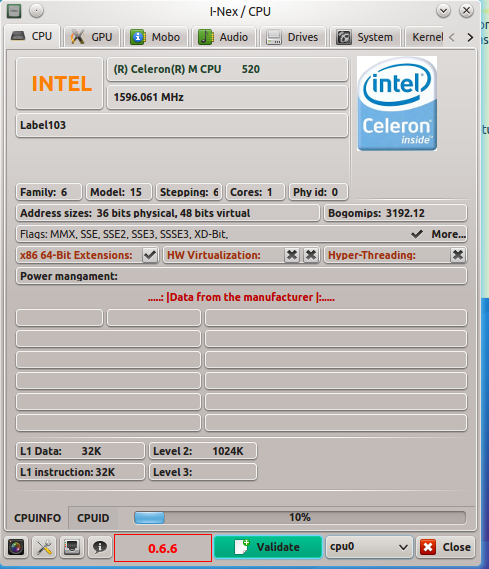 I-Nex / CPU
CPU GPU Mobo Audio Drives System Kernel
INTEL
(R) Celeron(R) M CPU 520
1596.061 MHz
Label103
intel
Celeron
inside™
Family: 6 Model: 15 Stepping: 6 Cores: 1 Phy id: 0
Address sizes: 36 bits physical, 48 bits virtual Bogomips: 3192.12
Flags: MMX, SSE, SSE2, SSE3, SSSE3, XD-Bit, More...
x86 64-Bit Extensions: HW Virtualization: Hyper-Threading:
Power mangament:
.....: |Data from the manufacturer |:.....
L1 Data: 32K Level 2: 1024K
L1 instruction: 32K Level 3:
CPUINFO CPUID 10%
0.6.6 Validate cpu0 Close